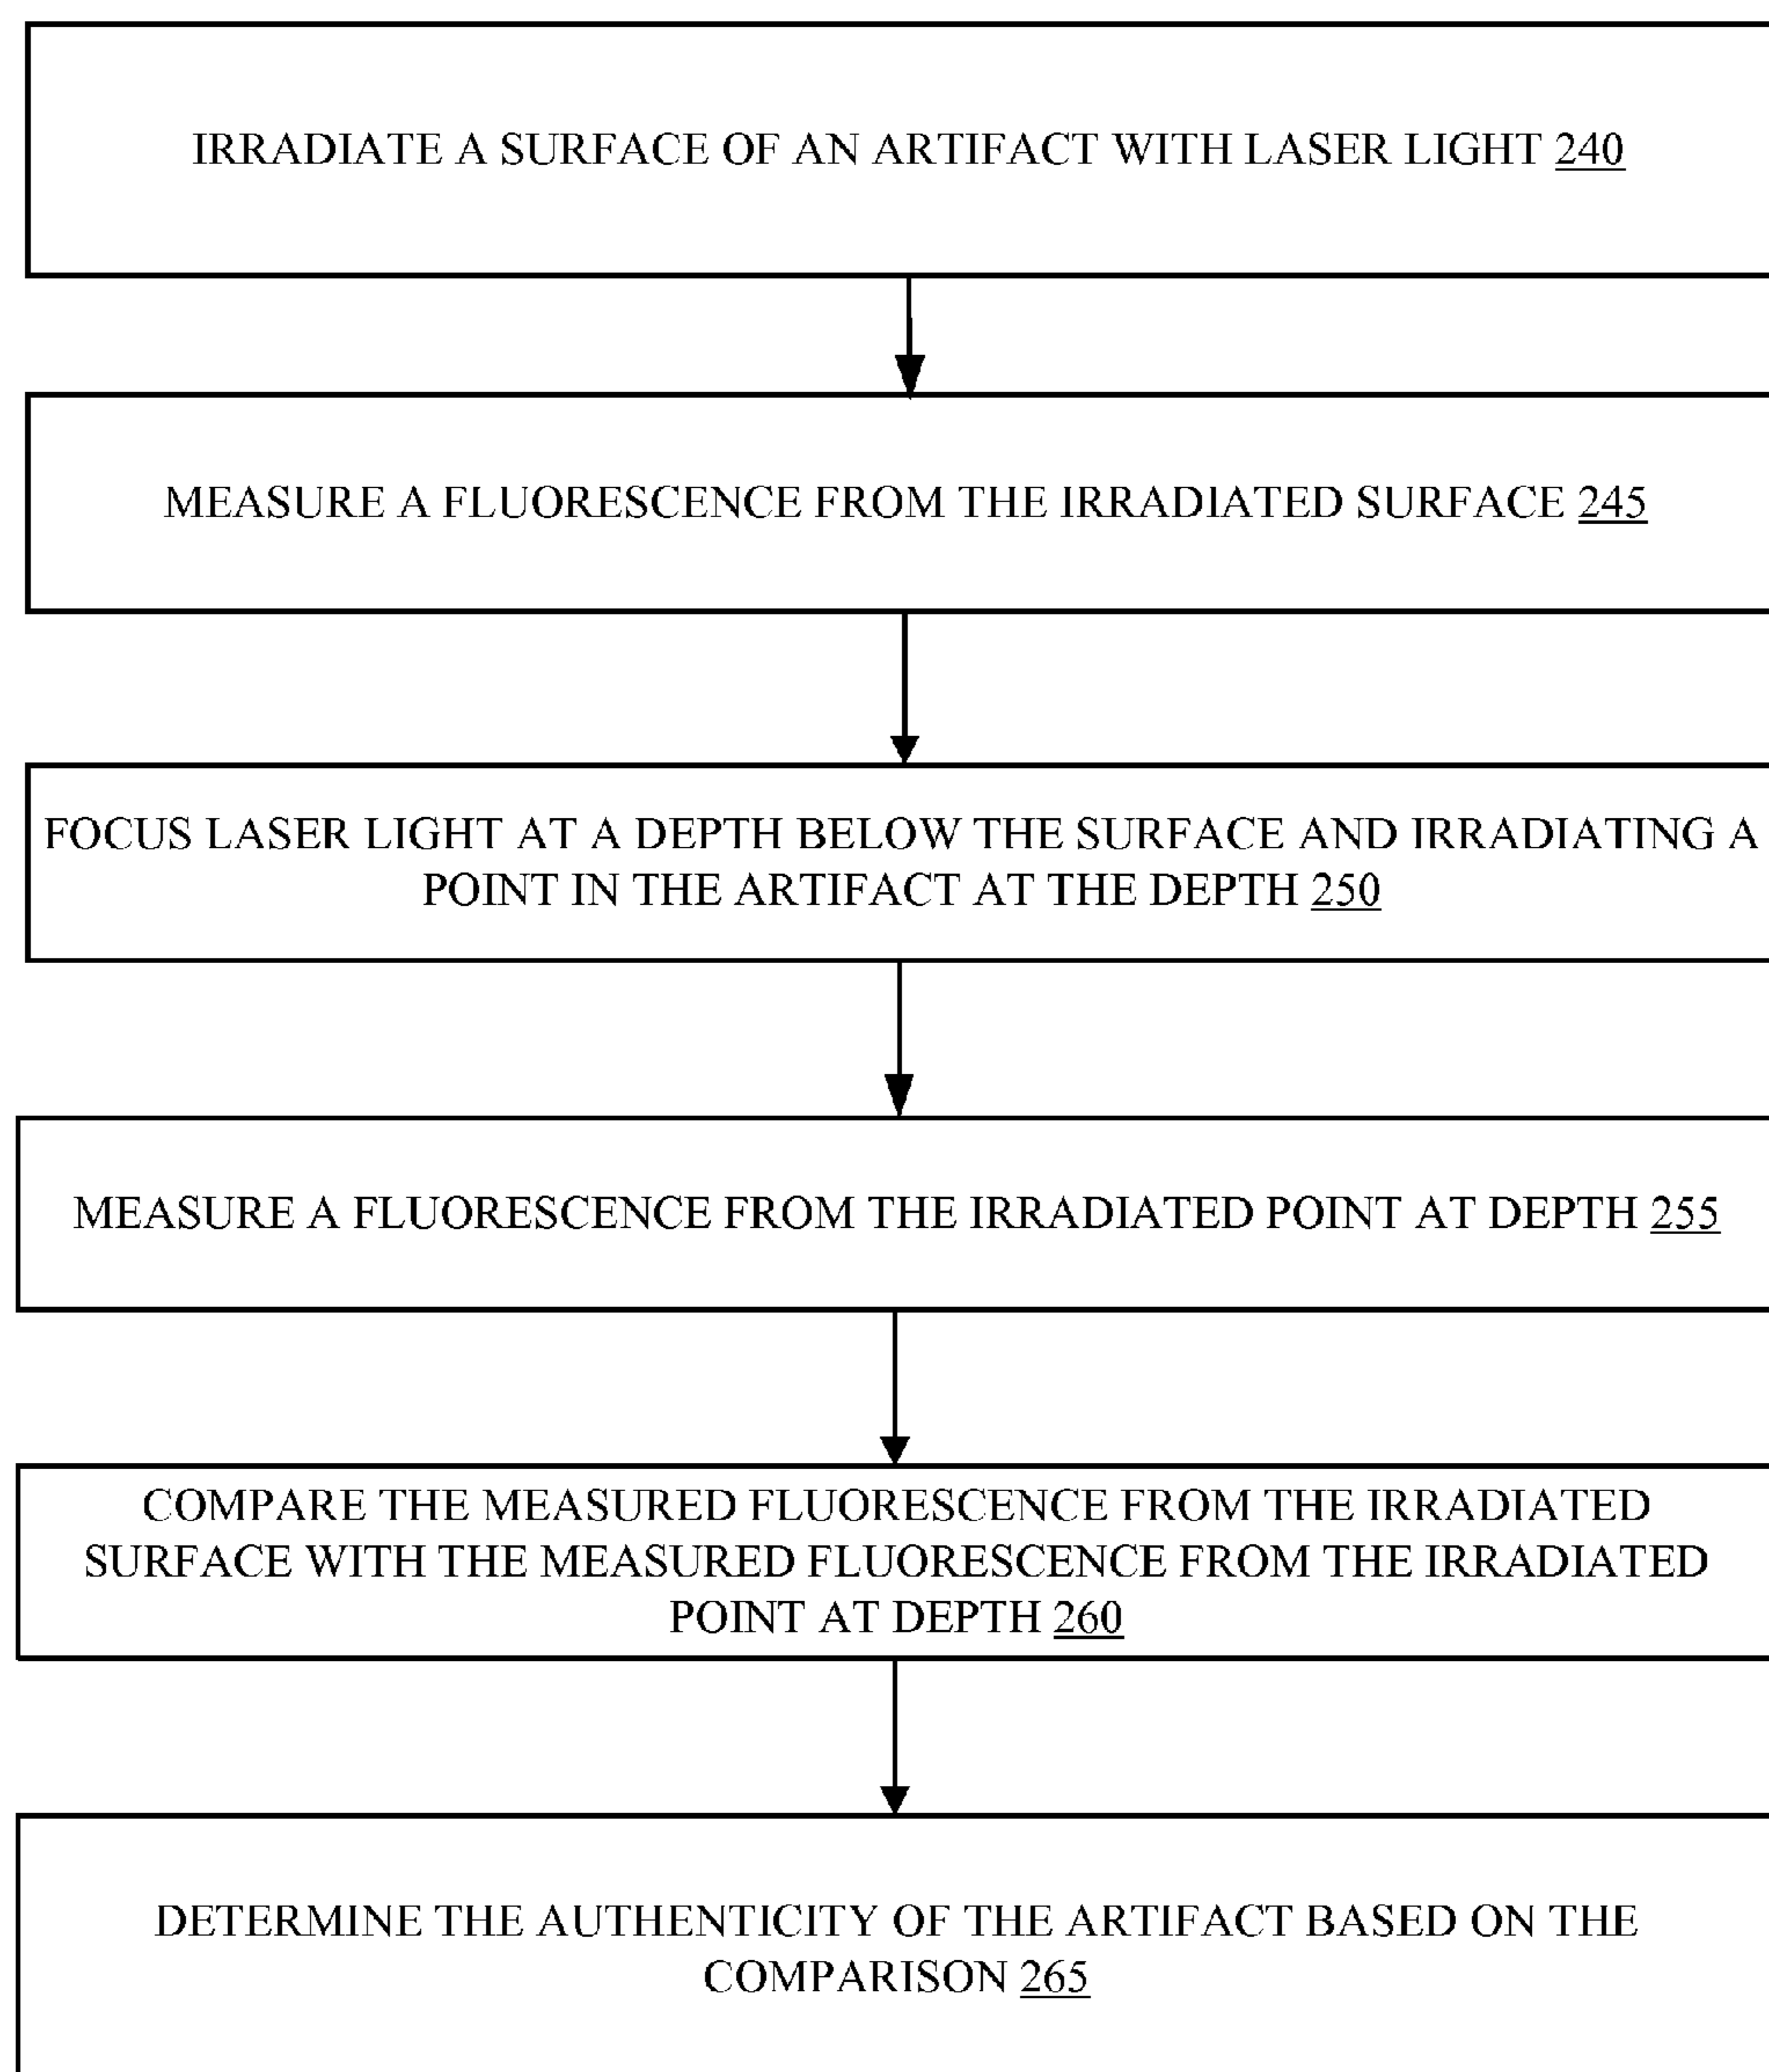 IRRADIATE A SURFACE OF AN ARTIFACT WITH LASER LIGHT 240
MEASURE A FLUORESCENCE FROM THE IRRADIATED SURFACE 245
FOCUS LASER LIGHT AT A DEPTH BELOW THE SURFACE AND IRRADIATING A
POINT IN THE ARTIFACT AT THE DEPTH 250
MEASURE A FLUORESCENCE FROM THE IRRADIATED POINT AT DEPTH 255
COMPARE THE MEASURED FLUORESCENCE FROM THE IRRADIATED
SURFACE WITH THE MEASURED FLUORESCENCE FROM THE IRRADIATED
POINT AT DEPTH 260
DETERMINE THE AUTHENTICITY OF THE ARTIFACT BASED ON THE
COMPARISON 265